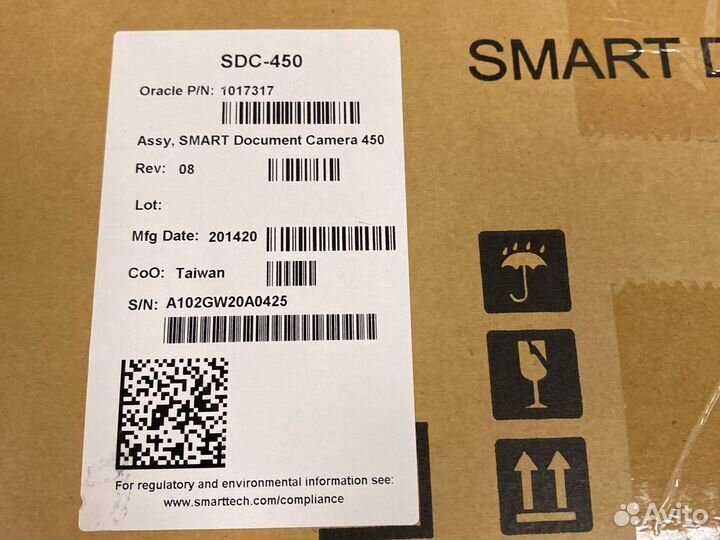 SDC-450
Oracle P/N: 1017317
Assy, SMART Document Camera 450
Rev: 08
Lot:
Mfg Date: 201420
CoO: Taiwan
S/N: A102GW20A0425
For regulatory and environmental information see:
www.smarttech.com/compliance
SMART
Avito